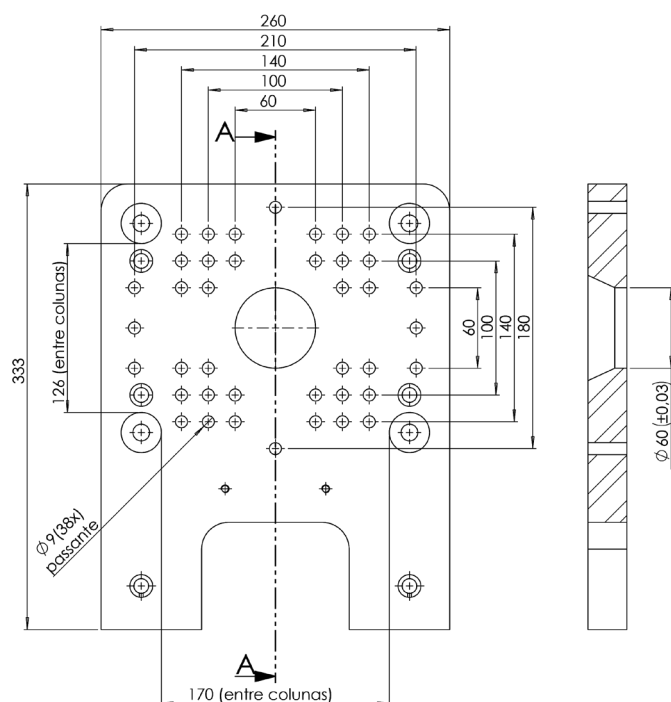 260
210
140
100
60
A
333
126 (entre colunas)
60
100
140
180
Ø 60 (±0,03)
Ø 9(38x)
passante
A
170 (entre colunas)